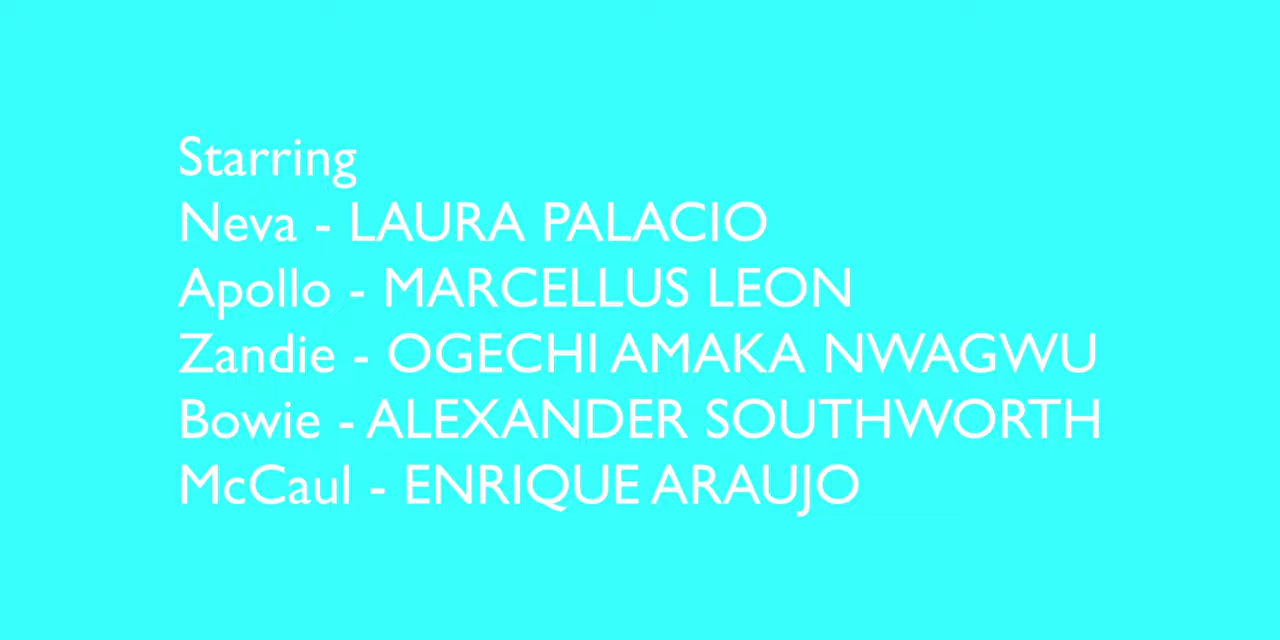 Starring
Neva - LAURA PALACIO
Apollo - MARCELLUS LEON
Zandie - OGECHI AMAKA NWAGWU
Bowie - ALEXANDER SOUTHWORTH
McCaul - ENRIQUE ARAUJO